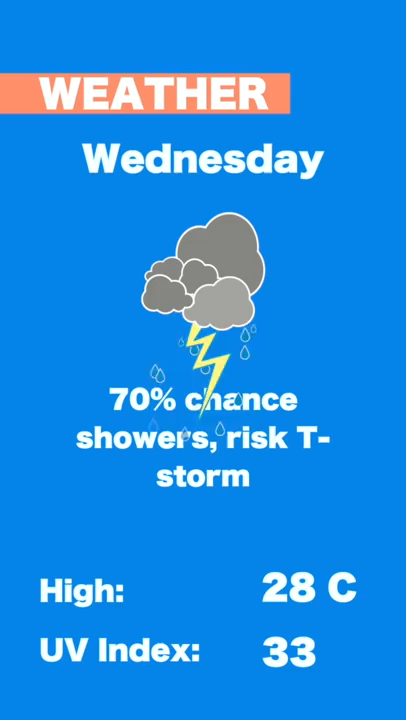 WEATHER
Wednesday
70% chance
showers, risk T-
storm
High: 28 C
UV Index: 33